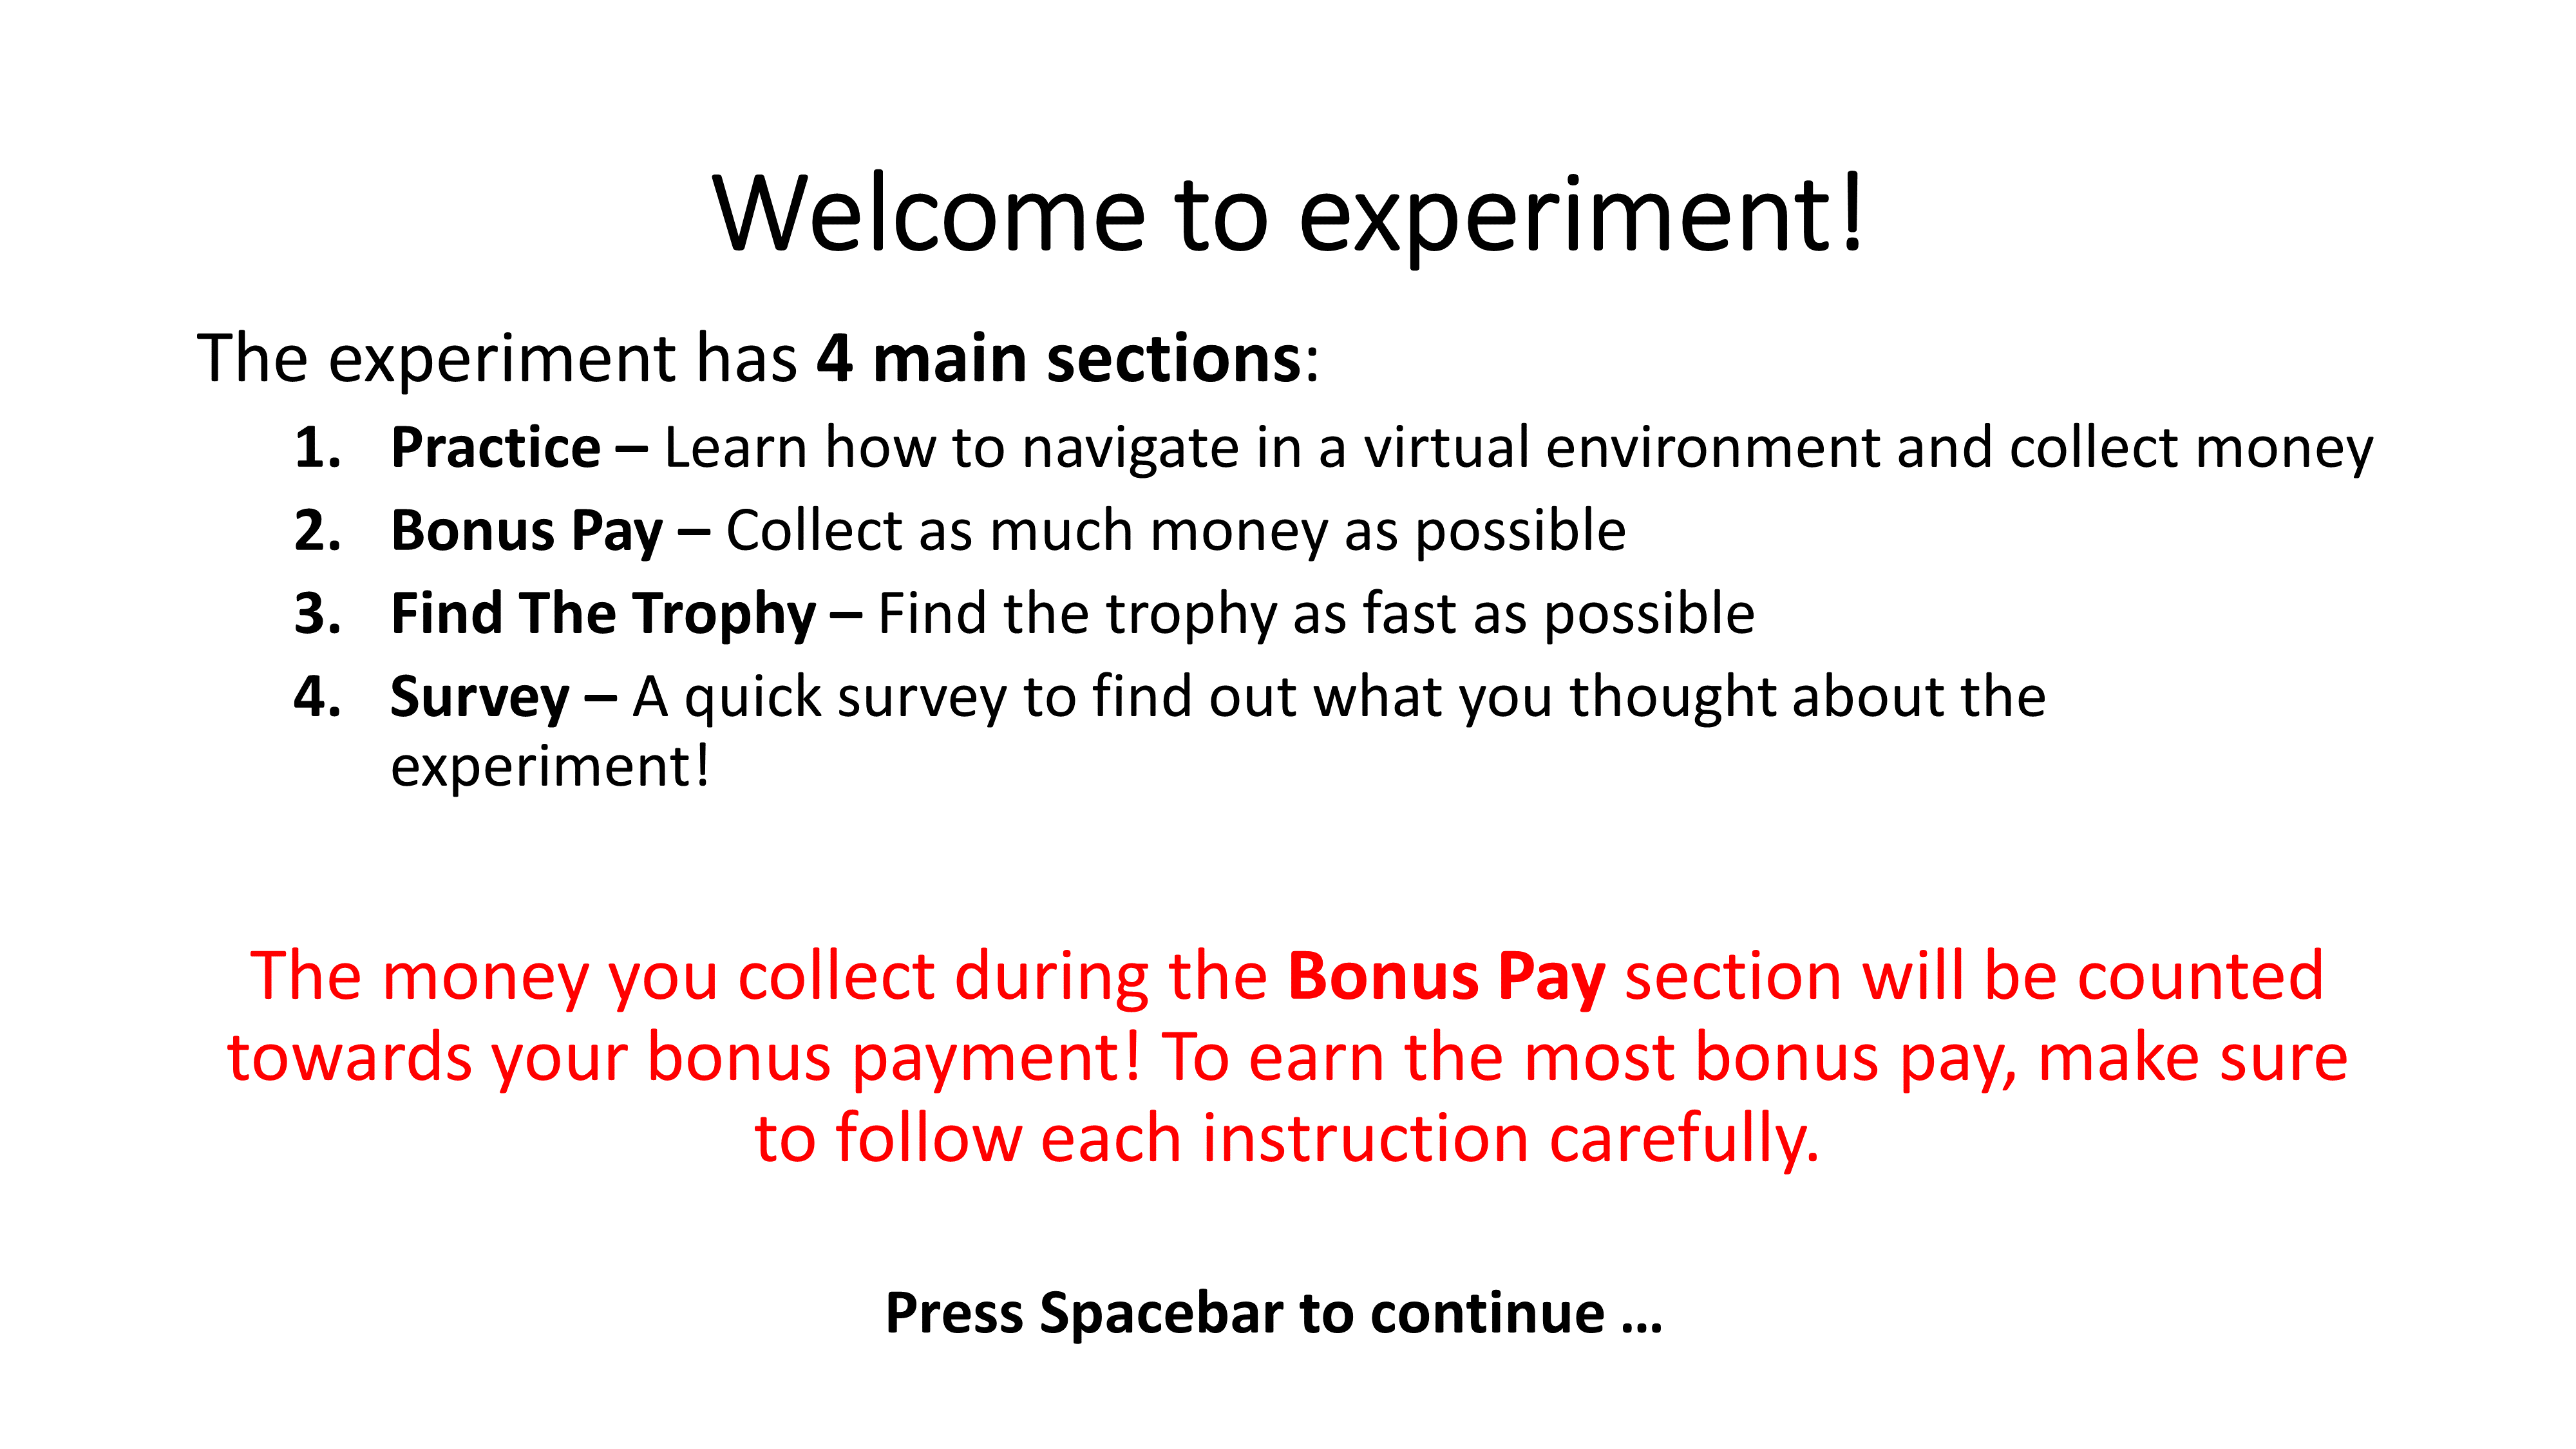 Welcome to experiment!
The experiment has 4 main sections:
1. Practice – Learn how to navigate in a virtual environment and collect money
2. Bonus Pay – Collect as much money as possible
3. Find The Trophy – Find the trophy as fast as possible
4. Survey – A quick survey to find out what you thought about the
experiment!
The money you collect during the Bonus Pay section will be counted
towards your bonus payment! To earn the most bonus pay, make sure
to follow each instruction carefully.
Press Spacebar to continue …